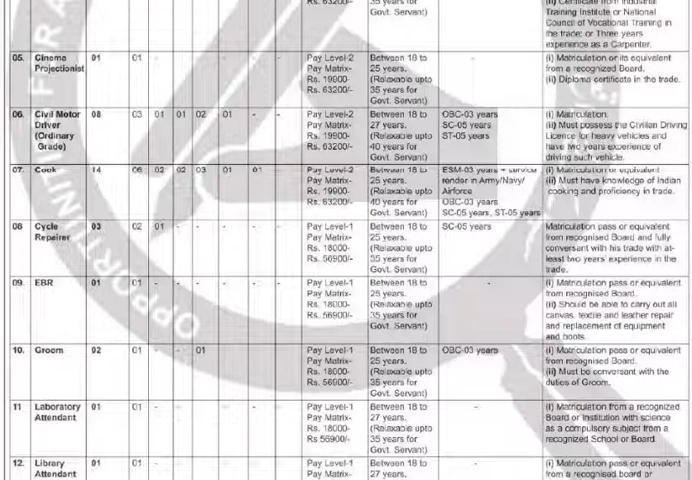 Rs. 63200/-
35 years for
Govt. Servant)
(ii) Certificate from Industrial
Training Institute or National
Council of Vocational Training in
the trade; or Three years
experience as a Carpenter.
05. Cinema Projectionist 01 01 - - - - - -
Pay Level-2
Pay Matrix-
Rs. 19900-
Rs. 63200/-
Between 18 to
25 years.
(Relaxable upto
35 years for
Govt. Servant)
-
(i) Matriculation or its equivalent
from a recognized Board.
(ii) Diploma certificate in the trade.
06. Civil Motor Driver (Ordinary Grade) 08 03 01 01 02 01 - -
Pay Level-2
Pay Matrix-
Rs. 19900-
Rs. 63200/-
Between 18 to
27 years.
(Relaxable upto
40 years for
Govt. Servant)
OBC-03 years
SC-05 years
ST-05 years
(i) Matriculation.
(ii) Must possess the Civilian Driving
Licence for heavy vehicles and
have two years experience of
driving such vehicle.
07. Cook 14 06 02 02 03 01 01 -
Pay Level-2
Pay Matrix-
Rs. 19900-
Rs. 63200/-
Between 18 to
25 years.
(Relaxable upto
40 years for
Govt. Servant)
ESM-03 years + service
render in Army/Navy/
Airforce
OBC-03 years
SC-05 years, ST-05 years
(i) Matriculation or equivalent
(ii) Must have knowledge of Indian
cooking and proficiency in trade.
08 Cycle Repairer 03 02 01 - - - - -
Pay Level-1
Pay Matrix-
Rs. 18000-
Rs. 56900/-
Between 18 to
25 years.
(Relaxable upto
35 years for
Govt. Servant)
SC-05 years
Matriculation pass or equivalent
from recognised Board and fully
conversant with his trade with at-
least two years' experience in the
trade.
09. EBR 01 01 - - - - - -
Pay Level-1
Pay Matrix-
Rs. 18000-
Rs. 56900/-
Between 18 to
25 years.
(Relaxable upto
35 years for
Govt. Servant)
-
(i) Matriculation pass or equivalent
from recognised Board.
(ii) Should be able to carry out all
canvas, textile and leather repair
and replacement of equipment
and boots.
10. Groom 02 01 - - 01 - - -
Pay Level-1
Pay Matrix-
Rs. 18000-
Rs. 56900/-
Between 18 to
25 years.
(Relaxable upto
35 years for
Govt. Servant)
OBC-03 years
(i) Matriculation pass or equivalent
from recognised Board.
(ii) Must be conversant with the
duties of Groom.
11 Laboratory Attendant 01 01 - - - - - -
Pay Level-1
Pay Matrix-
Rs. 18000-
Rs 56900/-
Between 18 to
27 years.
(Relaxable upto
35 years for
Govt. Servant)
-
(i) Matriculation from a recognized
Board or Institution with science
as a compulsory subject from a
recognized School or Board
12. Library Attendant 01 01 - - - - - -
Pay Level-1
Pay Matrix-
Between 18 to
27 years.
(i) Matriculation pass or equivalent
from a recognised board or